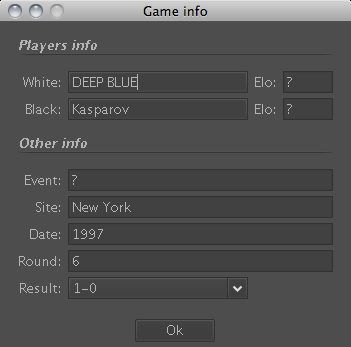 Game info
Players info
White: DEEP BLUE Elo: ?
Black: Kasparov Elo: ?
Other info
Event: ?
Site: New York
Date: 1997
Round: 6
Result: 1-0
Ok